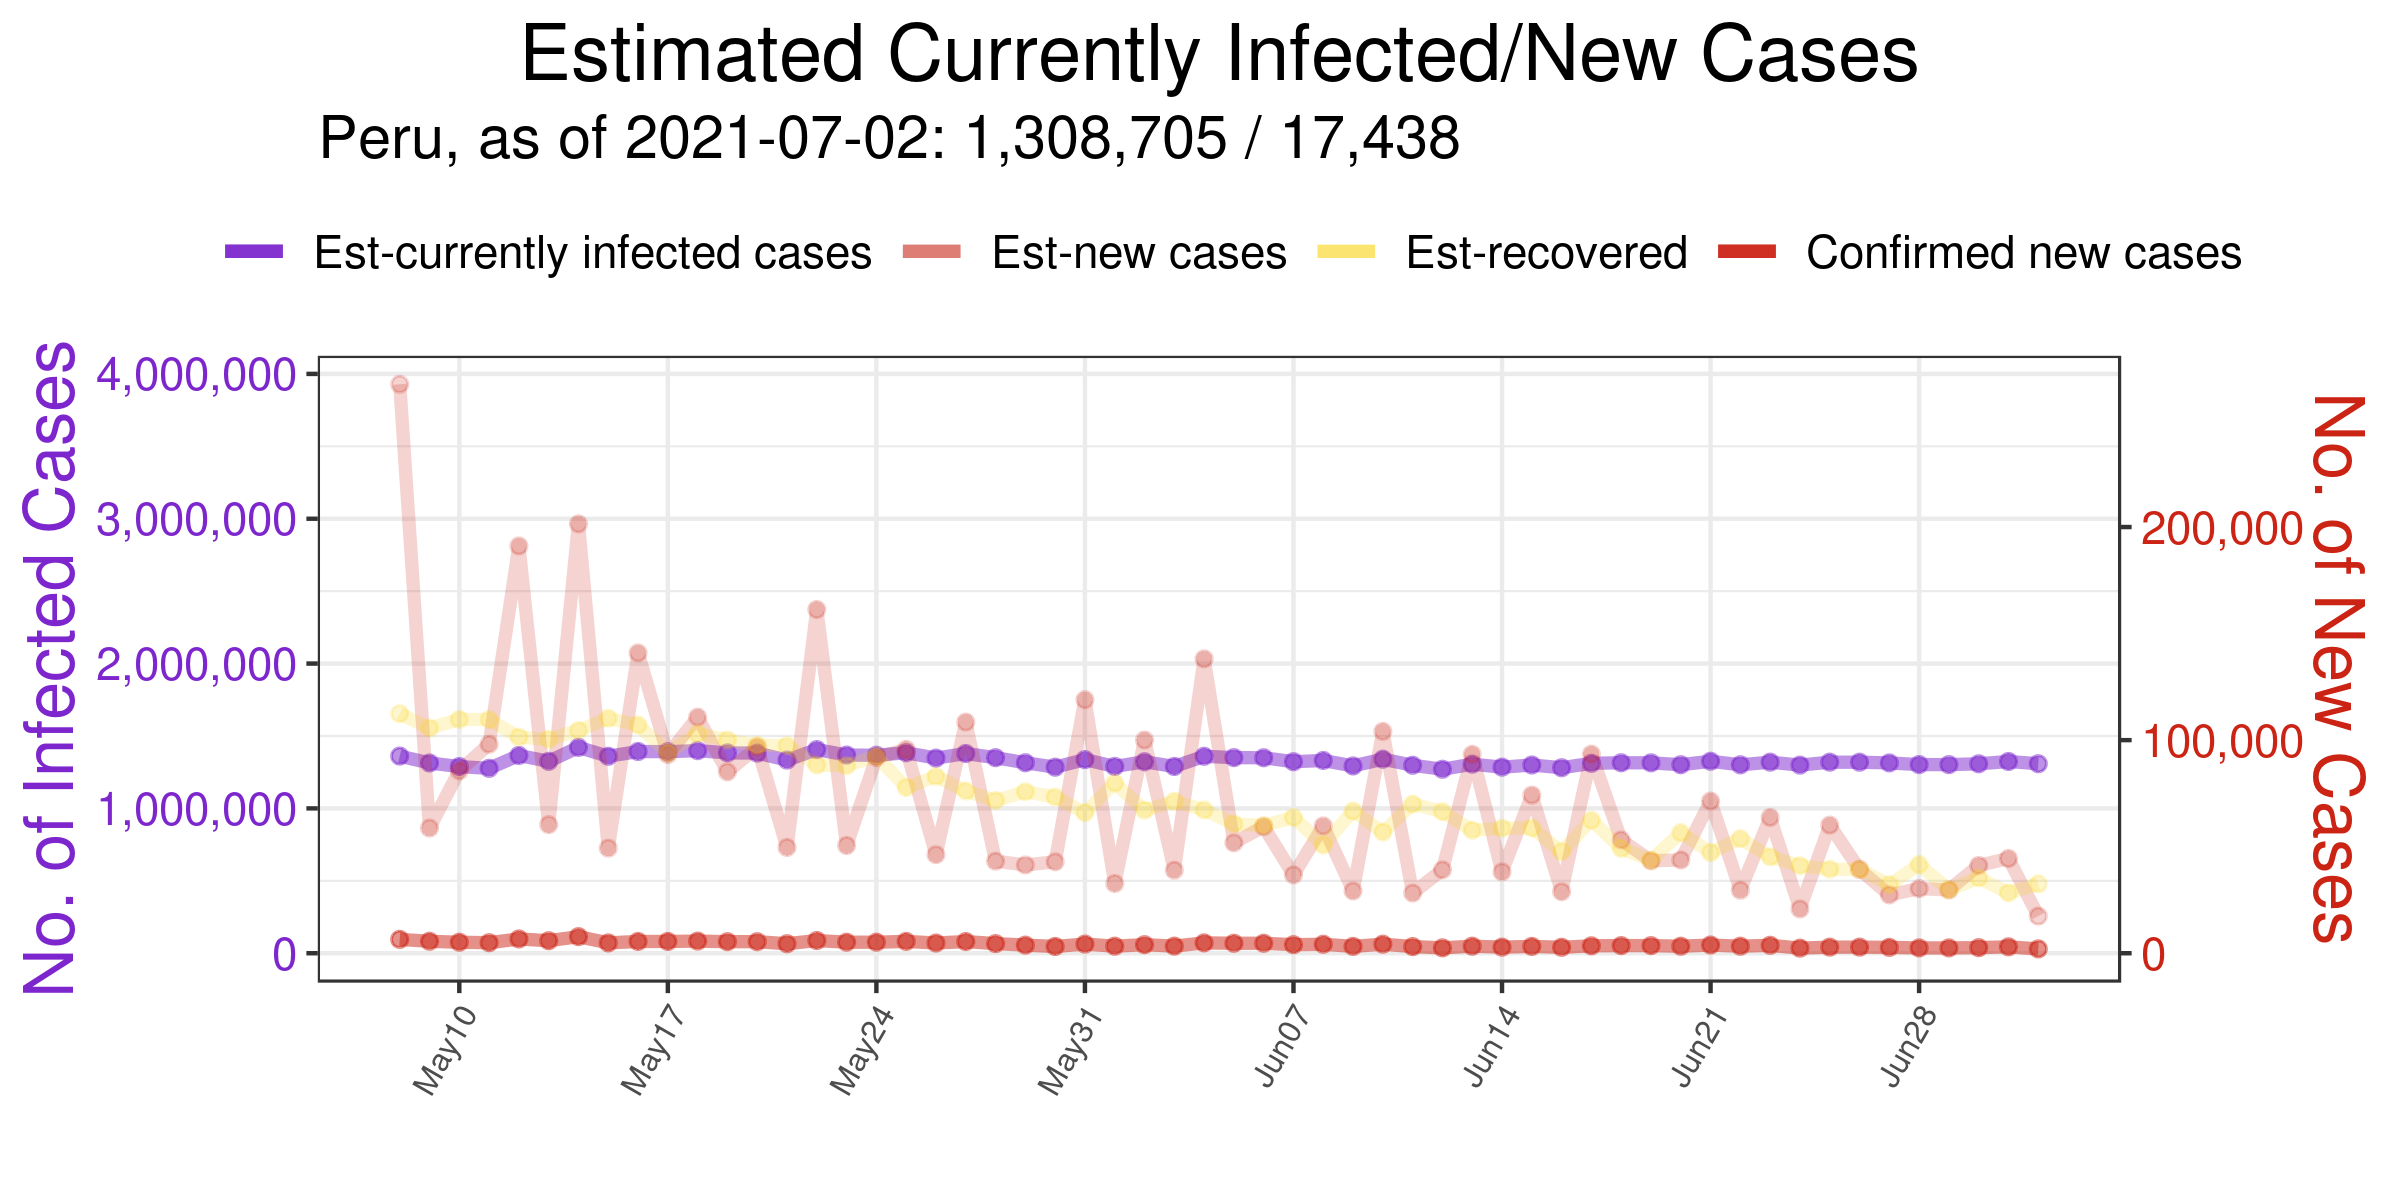 Estimated Currently Infected/New Cases
Peru, as of 2021-07-02: 1,308,705 / 17,438
Est-currently infected cases Est-new cases Est-recovered Confirmed new cases
No. of Infected Cases
4,000,000
3,000,000
2,000,000
1,000,000
0
200,000
100,000
0
No. of New Cases
May10 May17 May24 May31 Jun07 Jun14 Jun21 Jun28